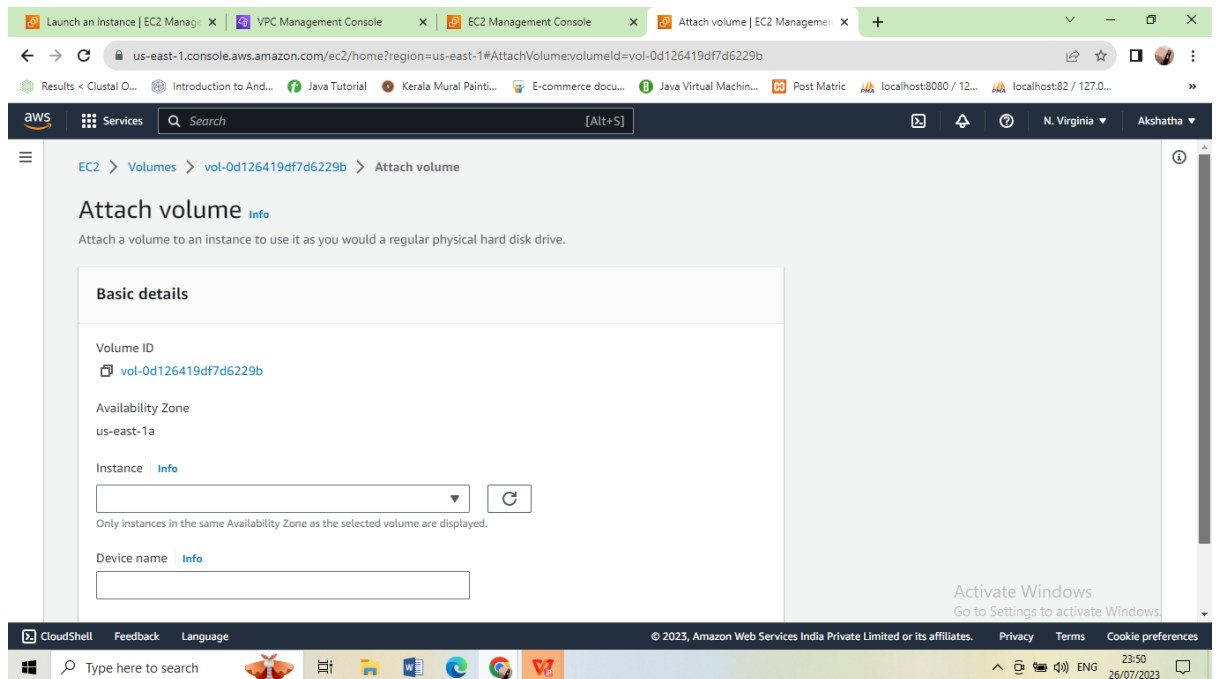 Launch an instance | EC2 Manage
VPC Management Console
EC2 Management Console
Attach volume | EC2 Managemen
us-east-1.console.aws.amazon.com/ec2/home?region=us-east-1#AttachVolume:volumeId=vol-0d126419df7d6229b
Results < Clustal O...
Introduction to And...
Java Tutorial
Kerala Mural Painti...
E-commerce docu...
Java Virtual Machin...
Post Matric
localhost:8080 / 12...
localhost:82 / 127.0...
»
aws
Services
Search
[Alt+S]
N. Virginia
Akshatha
EC2 > Volumes > vol-0d126419df7d6229b > Attach volume
Attach volume Info
Attach a volume to an instance to use it as you would a regular physical hard disk drive.
Basic details
Volume ID
vol-0d126419df7d6229b
Availability Zone
us-east-1a
Instance Info
Only instances in the same Availability Zone as the selected volume are displayed.
Device name Info
Activate Windows
Go to Settings to activate Windows.
CloudShell Feedback Language
© 2023, Amazon Web Services India Private Limited or its affiliates. Privacy Terms Cookie preferences
Type here to search
ENG
23:50
26/07/2023